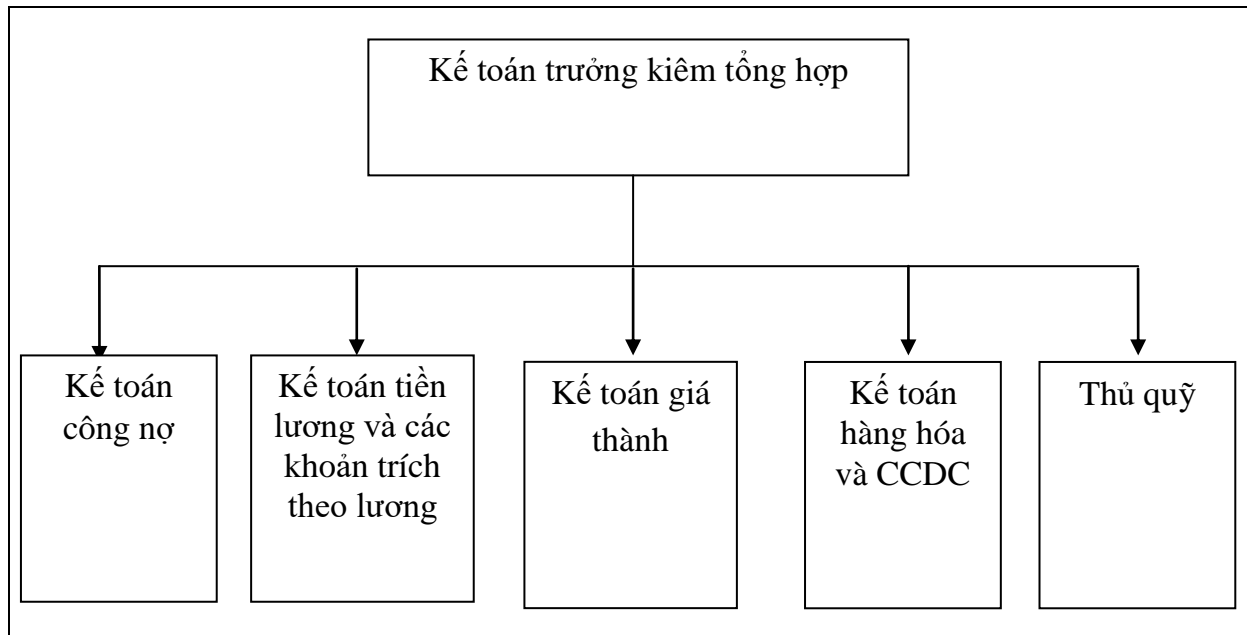 Kế toán trưởng kiêm tổng hợp
Kế toán
công nợ
Kế toán tiền
lương và các
khoản trích
theo lương
Kế toán giá
thành
Kế toán
hàng hóa
và CCDC
Thủ quỹ